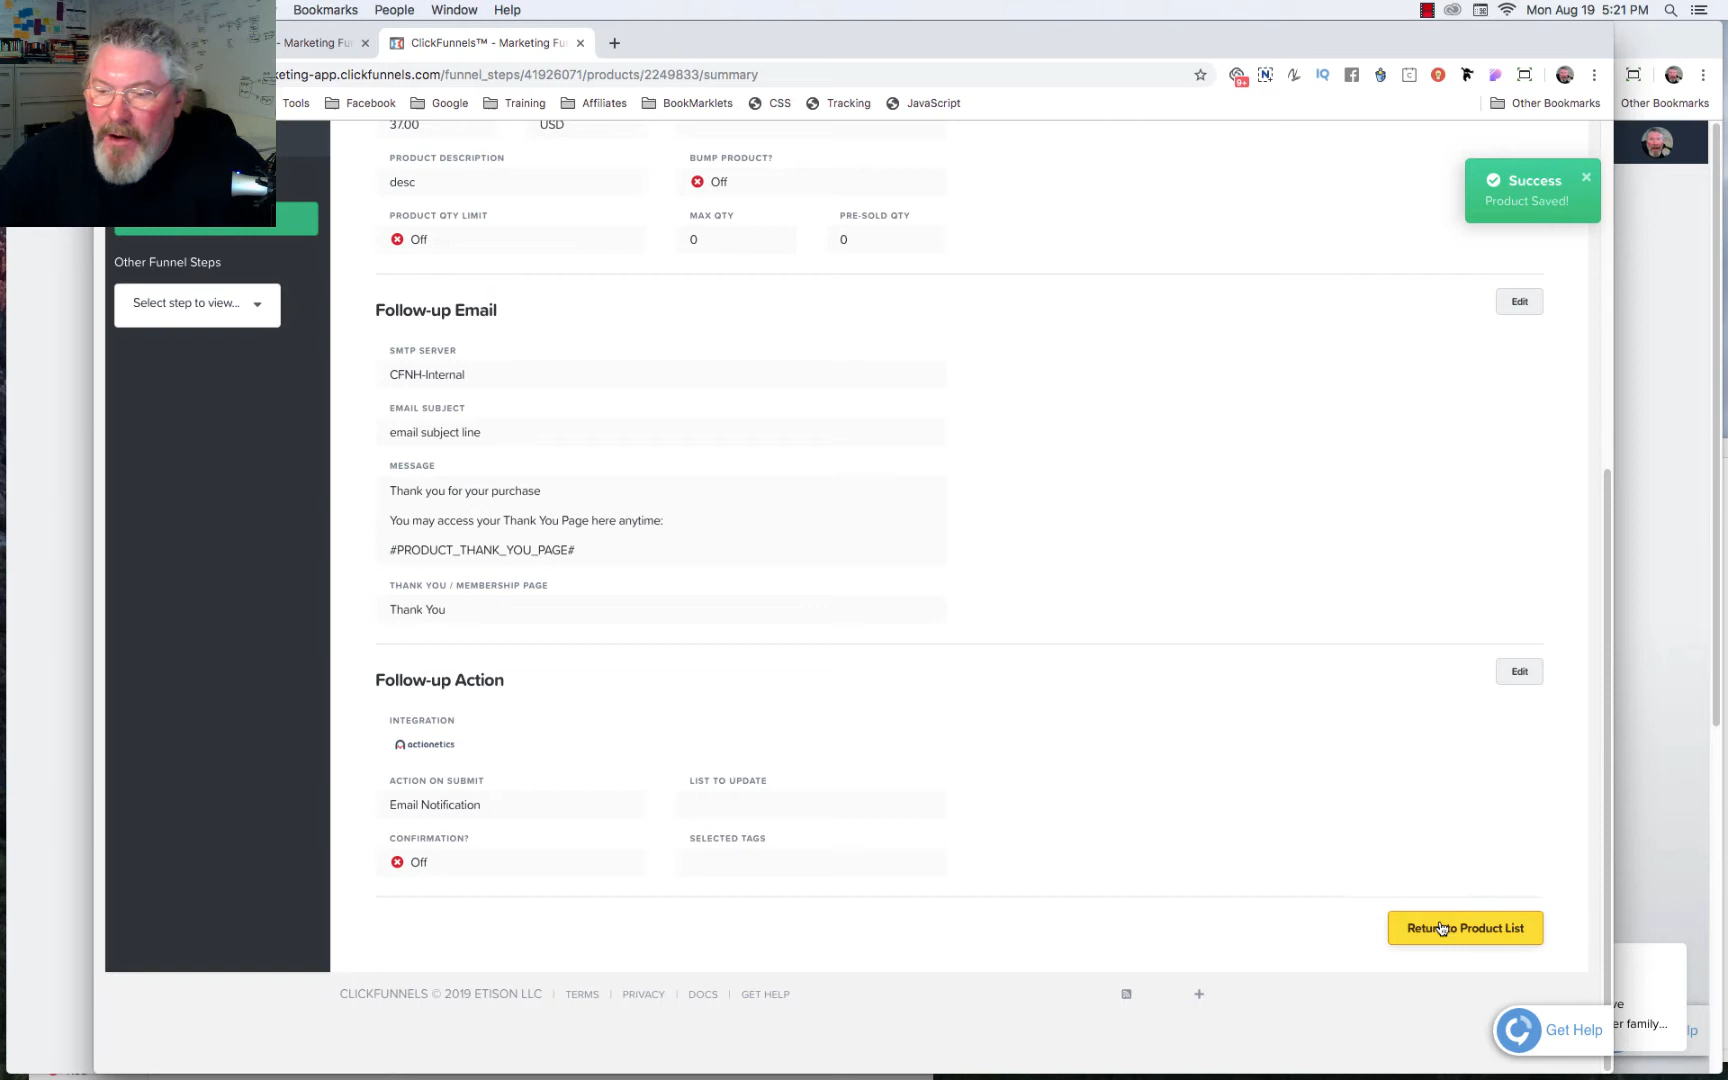 Bookmarks People Window Help
Mon Aug 19 5:21 PM
- Marketing Fu
ClickFunnels™ - Marketing Fu
keting-app.clickfunnels.com/funnel_steps/41926071/products/2249833/summary
Tools Facebook Google Training Affiliates BookMarklets CSS Tracking JavaScript
Other Bookmarks
Other Bookmarks
37.00
USD
PRODUCT DESCRIPTION
BUMP PRODUCT?
desc
Off
PRODUCT QTY LIMIT
MAX QTY
PRE-SOLD QTY
Off
0
0
Success
Product Saved!
Other Funnel Steps
Select step to view...
Follow-up Email
Edit
SMTP SERVER
CFNH-Internal
EMAIL SUBJECT
email subject line
MESSAGE
Thank you for your purchase
You may access your Thank You Page here anytime:
#PRODUCT_THANK_YOU_PAGE#
THANK YOU / MEMBERSHIP PAGE
Thank You
Follow-up Action
Edit
INTEGRATION
actionetics
ACTION ON SUBMIT
LIST TO UPDATE
Email Notification
CONFIRMATION?
SELECTED TAGS
Off
Return to Product List
CLICKFUNNELS © 2019 ETISON LLC | TERMS | PRIVACY | DOCS | GET HELP
Get Help
er family...